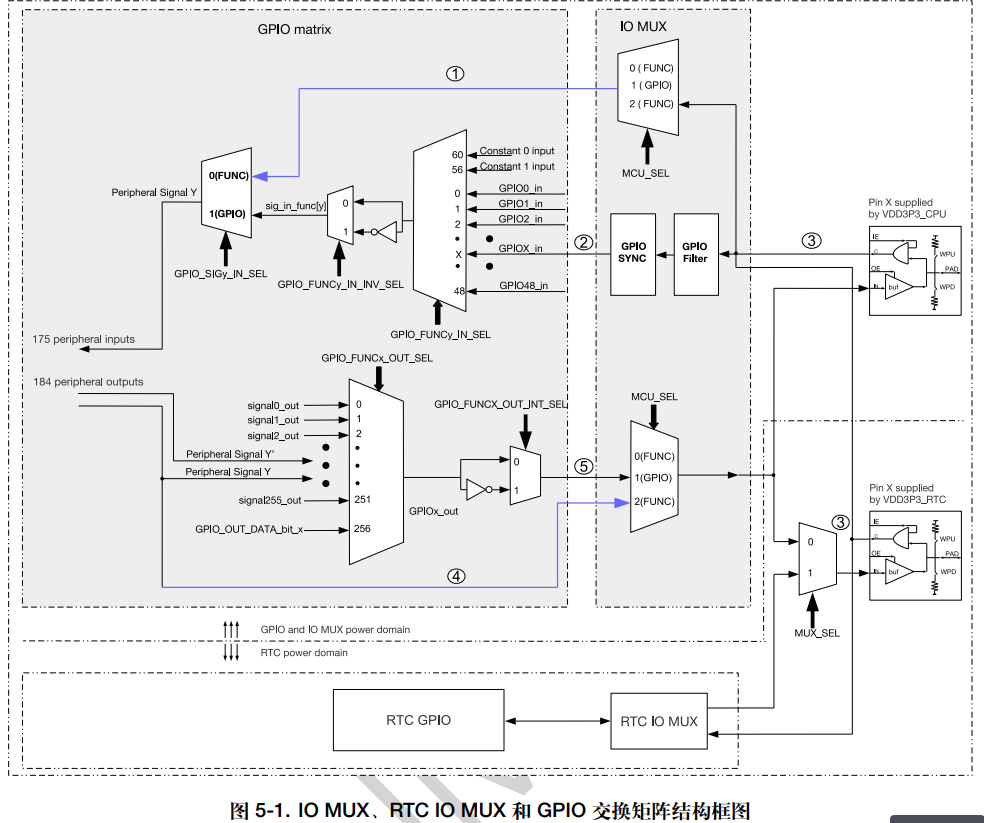 GPIO matrix
IO MUX
①
0 ( FUNC)
1 ( GPIO)
2 ( FUNC)
MCU_SEL
0(FUNC)
1(GPIO)
Peripheral Signal Y
GPIO_SIGy_IN_SEL
sig_in_func[y]
0
1
GPIO_FUNCy_IN_INV_SEL
60
56
0
1
2
X
48
Constant 0 input
Constant 1 input
GPIO0_in
GPIO1_in
GPIO2_in
GPIOX_in
GPIO48_in
GPIO_FUNCy_IN_SEL
②
GPIO
SYNC
GPIO
Filter
③
Pin X supplied
by VDD3P3_CPU
IE
C
OE
IN
buf
WPU
PAD
WPD
175 peripheral inputs
184 peripheral outputs
GPIO_FUNCx_OUT_SEL
signal0_out
signal1_out
signal2_out
Peripheral Signal Y'
Peripheral Signal Y
signal255_out
GPIO_OUT_DATA_bit_x
0
1
2
251
256
GPIOx_out
GPIO_FUNCX_OUT_INT_SEL
0
1
⑤
MCU_SEL
0(FUNC)
1(GPIO)
2(FUNC)
④
0
1
MUX_SEL
③
Pin X supplied
by VDD3P3_RTC
IE
C
OE
IN
buf
WPU
PAD
WPD
GPIO and IO MUX power domain
RTC power domain
RTC GPIO
RTC IO MUX
图 5-1. IO MUX、RTC IO MUX 和 GPIO 交换矩阵结构框图